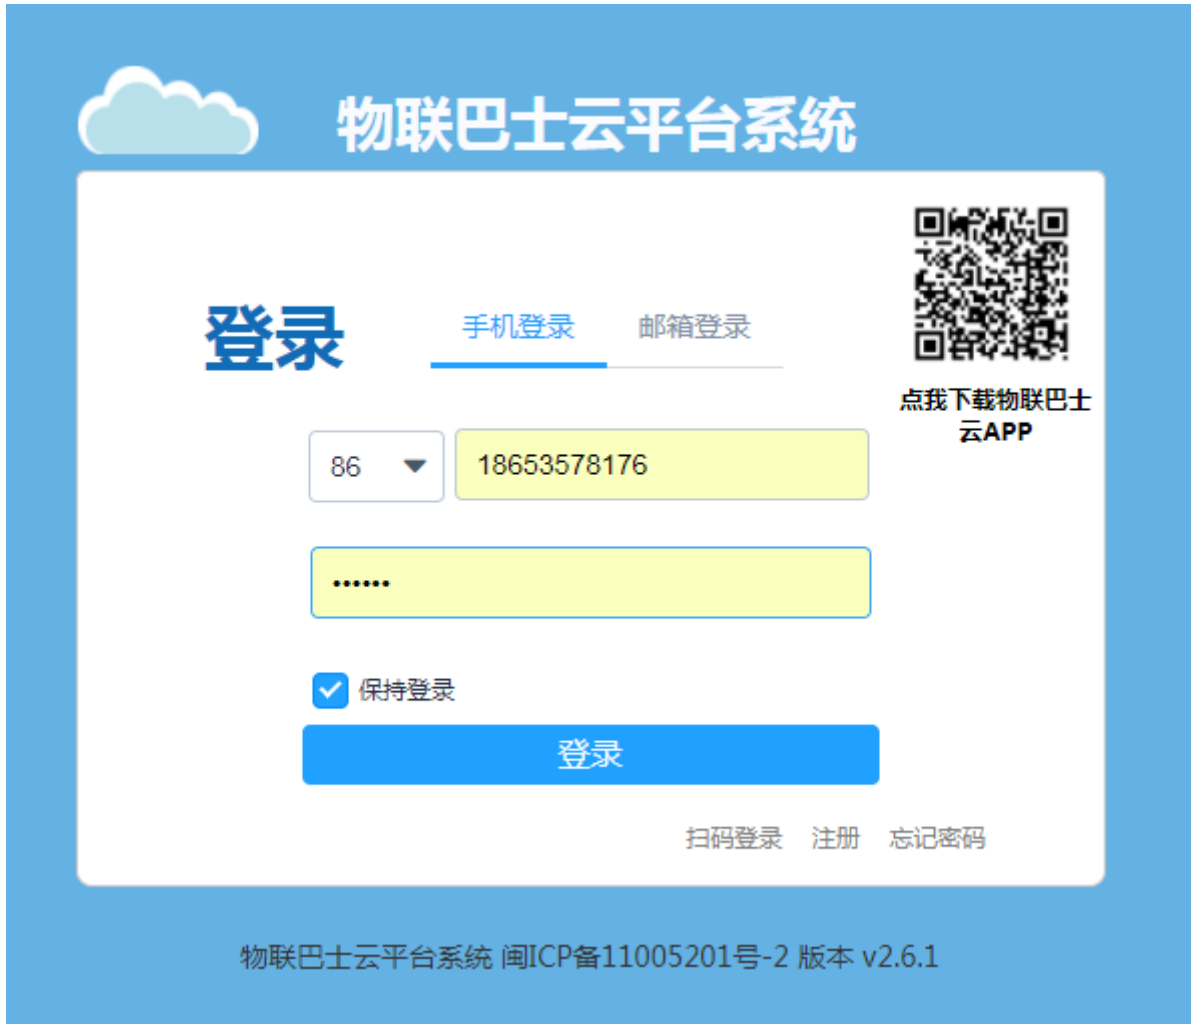 物联巴士云平台系统
登录
手机登录 邮箱登录
点我下载物联巴士
云APP
86 18653578176
••••••
保持登录
登录
扫码登录 注册 忘记密码
物联巴士云平台系统 闽ICP备11005201号-2 版本 v2.6.1